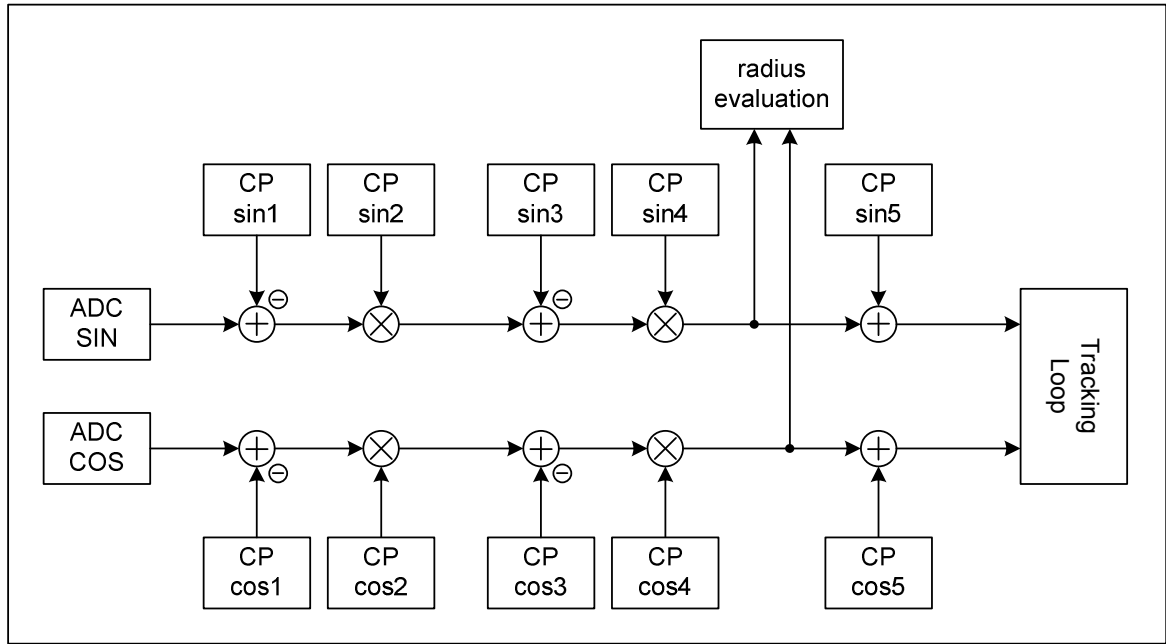 radius
evaluation
CP
sin1
CP
sin2
CP
sin3
CP
sin4
CP
sin5
ADC
SIN
ADC
COS
Tracking
Loop
CP
cos1
CP
cos2
CP
cos3
CP
cos4
CP
cos5